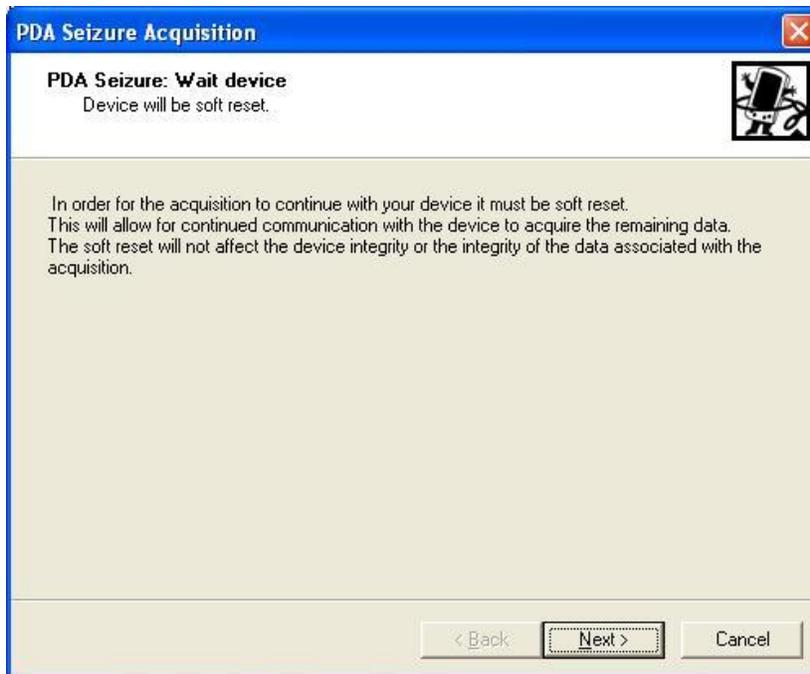 PDA Seizure Acquisition
PDA Seizure: Wait device
Device will be soft reset.
In order for the acquisition to continue with your device it must be soft reset.
This will allow for continued communication with the device to acquire the remaining data.
The soft reset will not affect the device integrity or the integrity of the data associated with the
acquisition.
< Back
Next >
Cancel